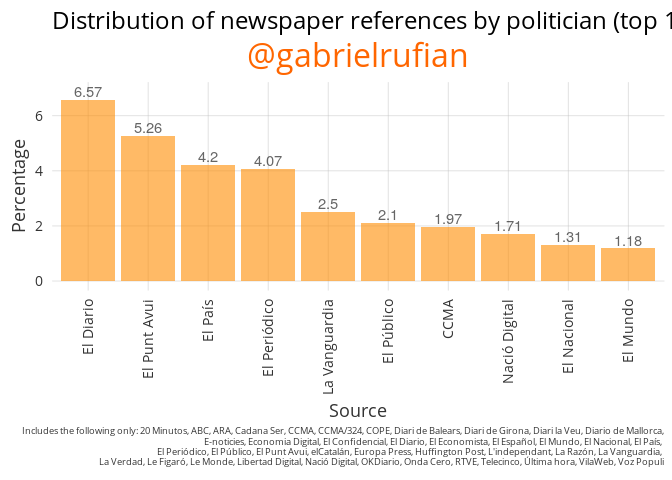 Distribution of newspaper references by politician (top 1
@gabrielrufian
Percentage
6
4
2
0
6.57
5.26
4.2
4.07
2.5
2.1
1.97
1.71
1.31
1.18
El Diario
El Punt Avui
El País
El Periódico
La Vanguardia
El Público
CCMA
Nació Digital
El Nacional
El Mundo
Source
Includes the following only: 20 Minutos, ABC, ARA, Cadana Ser, CCMA, CCMA/324, COPE, Diari de Balears, Diari de Girona, Diari la Veu, Diario de Mallorca,
E-noticies, Economia Digital, El Confidencial, El Diario, El Economista, El Español, El Mundo, El Nacional, El País,
El Periódico, El Público, El Punt Avui, elCatalán, Europa Press, Huffington Post, L'independant, La Razón, La Vanguardia,
La Verdad, Le Figaró, Le Monde, Libertad Digital, Nació Digital, OKDiario, Onda Cero, RTVE, Telecinco, Última hora, VilaWeb, Voz Populi